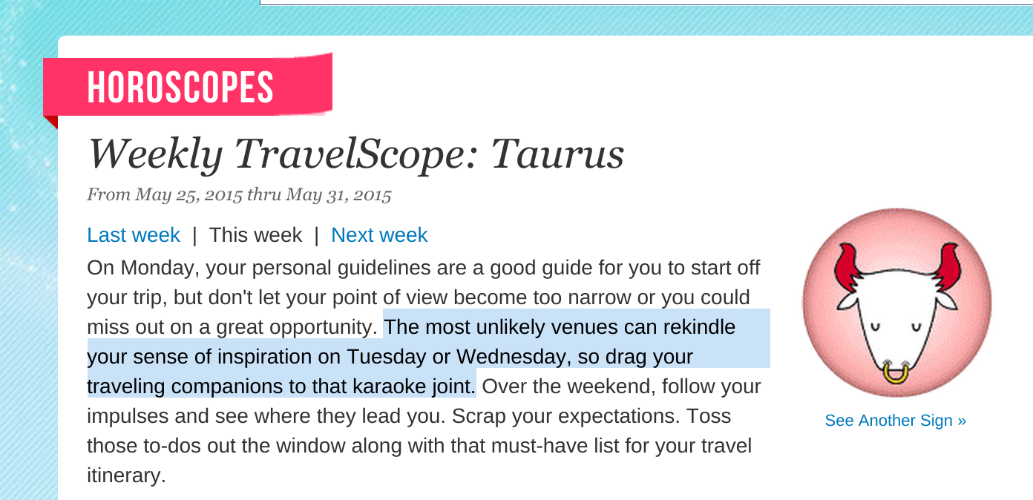 HOROSCOPES
Weekly TravelScope: Taurus
From May 25, 2015 thru May 31, 2015
Last week | This week | Next week
On Monday, your personal guidelines are a good guide for you to start off
your trip, but don't let your point of view become too narrow or you could
miss out on a great opportunity. The most unlikely venues can rekindle
your sense of inspiration on Tuesday or Wednesday, so drag your
traveling companions to that karaoke joint. Over the weekend, follow your
impulses and see where they lead you. Scrap your expectations. Toss
those to-dos out the window along with that must-have list for your travel
itinerary.
See Another Sign »